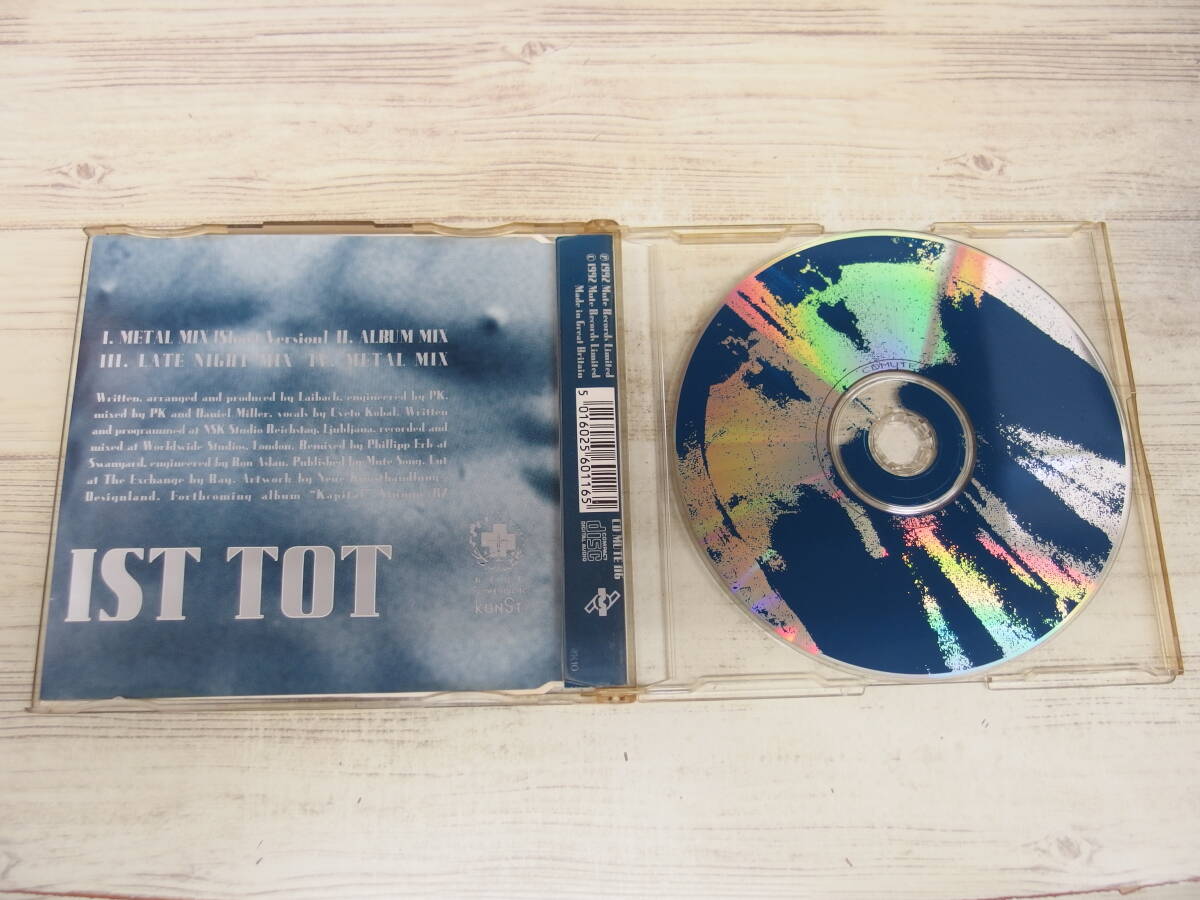 I. METAL MIX [Short Version] II. ALBUM MIX
III. LATE NIGHT MIX IV. METAL MIX
Written, arranged and produced by Laibach, engineered by PK,
mixed by PK and Daniel Miller, vocals by Cveto Kobal. Written
and programmed at NSK Studio Reichstag, Ljubljana, recorded and
mixed at Worldwide Studios, London. Remixed by Phillipp Erb at
Swanyard, engineered by Ron Aslan. Published by Mute Song. Cut
at The Exchange by Ray. Artwork by
Designland. Forthcoming album "Kapital"
IST TOT
KUNST
℗ 1992 Mute Records Limited
© 1992 Mute Records Limited
Made in Great Britain
5 016025 601165
CD MUTE 116
COMPACT
disc
DIGITAL AUDIO
CDMUTE